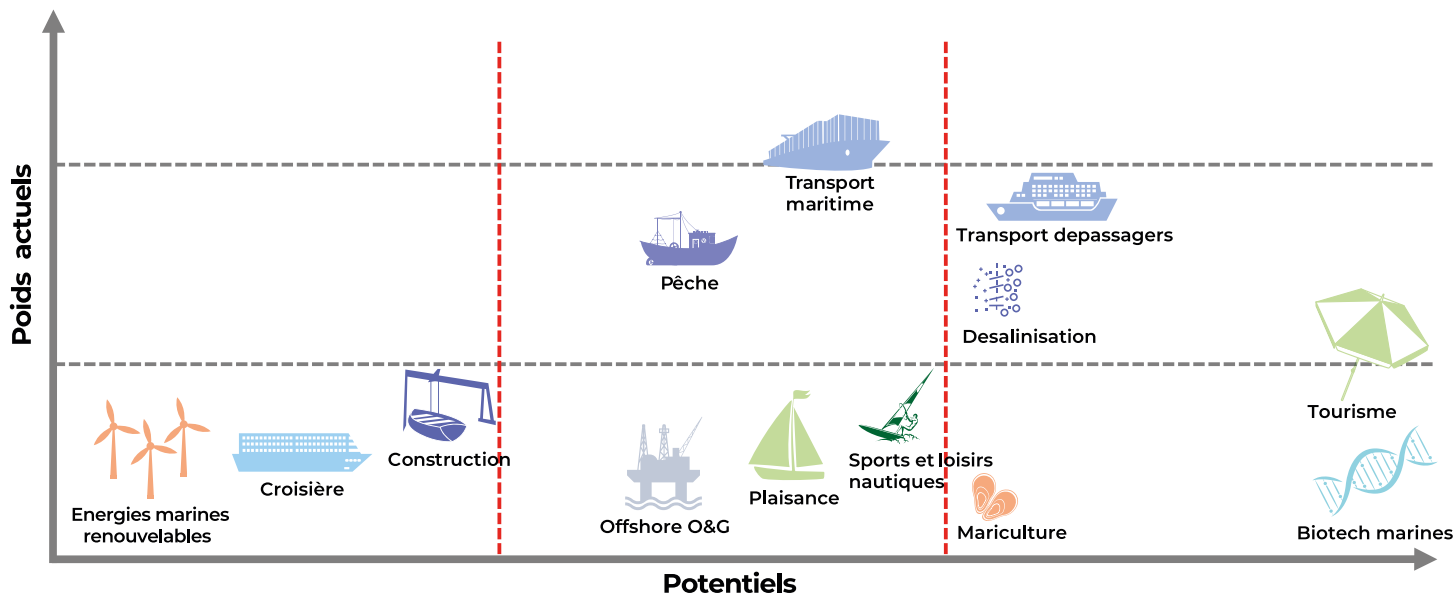 Poids actuels
Transport
maritime
Transport depassagers
Pêche
Desalinisation
Tourisme
Construction
Croisière
Sports et loisirs
nautiques
Plaisance
Energies marines
renouvelables
Offshore O&G
Mariculture
Biotech marines
Potentiels